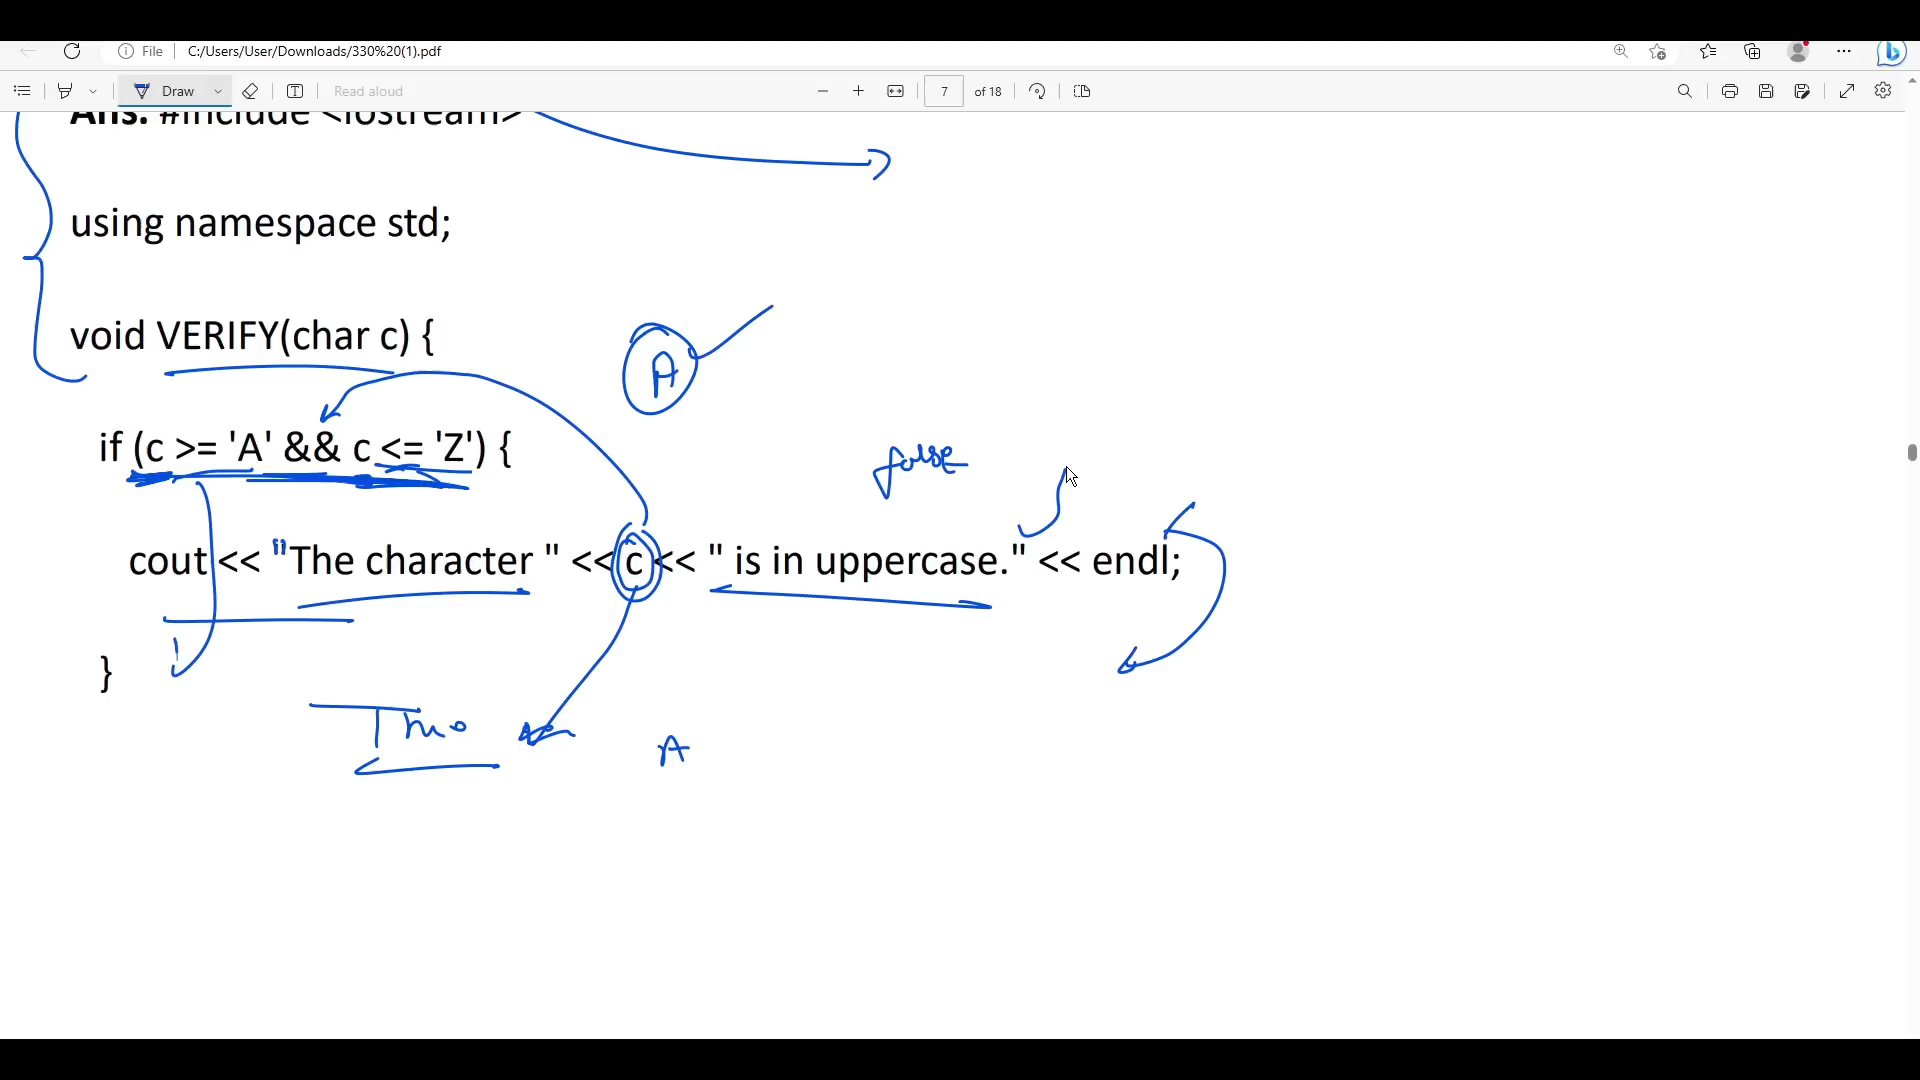 File C:/Users/User/Downloads/330%20(1).pdf
Draw Read aloud 7 of 18
Ans: #include <iostream>
using namespace std;
void VERIFY(char c) {
A
if (c >= 'A' && c <= 'Z') {
false
cout << "The character " << c << " is in uppercase." << endl;
}
A